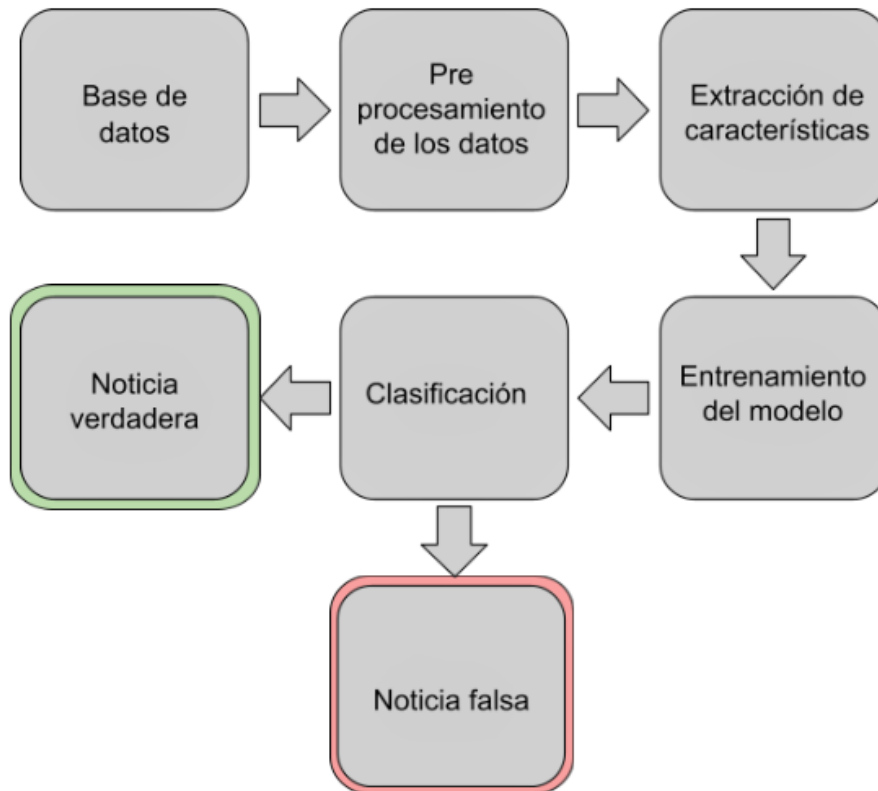 Base de
datos
Pre
procesamiento
de los datos
Extracción de
características
Entrenamiento
del modelo
Clasificación
Noticia
verdadera
Noticia falsa